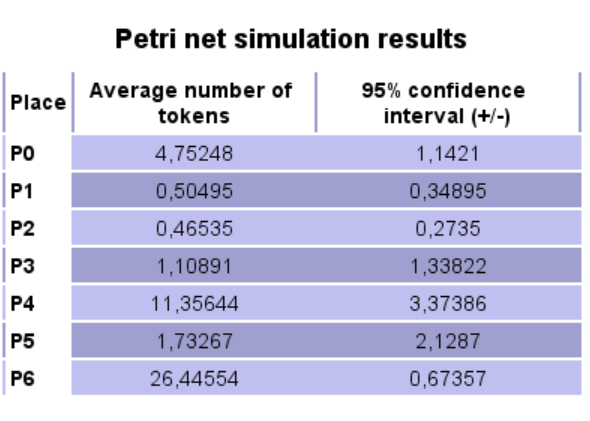 Petri net simulation results
Place Average number of tokens 95% confidence interval (+/-)
P0 4,75248 1,1421
P1 0,50495 0,34895
P2 0,46535 0,2735
P3 1,10891 1,33822
P4 11,35644 3,37386
P5 1,73267 2,1287
P6 26,44554 0,67357